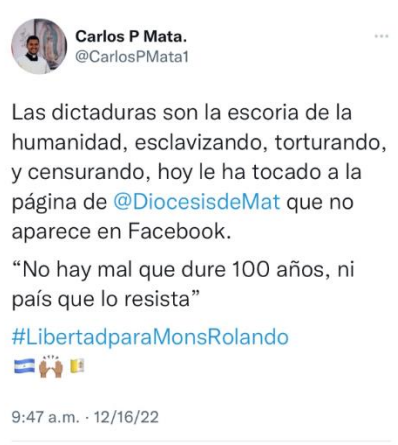 Carlos P Mata.
@CarlosPMata1
Las dictaduras son la escoria de la
humanidad, esclavizando, torturando,
y censurando, hoy le ha tocado a la
página de @DiocesisdeMat que no
aparece en Facebook.
“No hay mal que dure 100 años, ni
país que lo resista”
#LibertadparaMonsRolando
🇳🇮🙌🏽🇻🇦
9:47 a.m. · 12/16/22